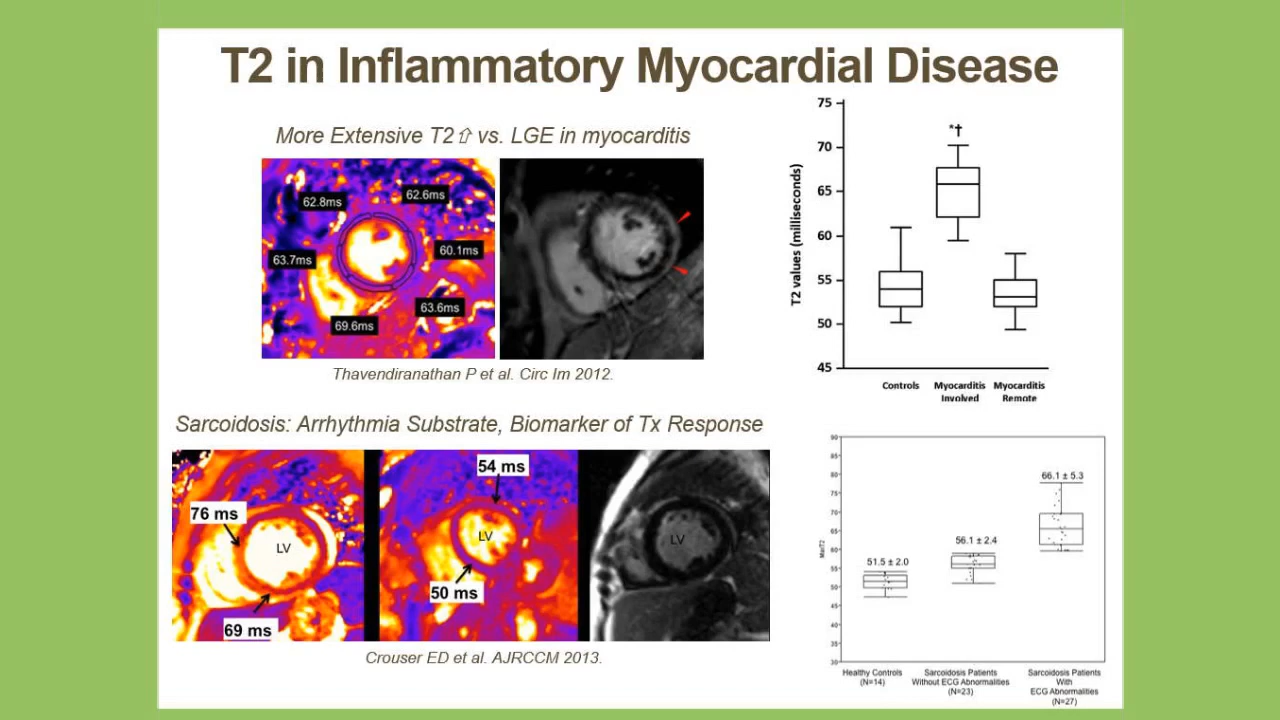 T2 in Inflammatory Myocardial Disease
More Extensive T2⇧ vs. LGE in myocarditis
62.8ms
62.6ms
63.7ms
60.1ms
63.6ms
69.6ms
Thavendiranathan P et al. Circ Im 2012.
T2 values (milliseconds)
75
70
65
60
55
50
45
*†
Controls
Myocarditis
Involved
Myocarditis
Remote
Sarcoidosis: Arrhythmia Substrate, Biomarker of Tx Response
76 ms
LV
69 ms
54 ms
LV
50 ms
LV
Crouser ED et al. AJRCCM 2013.
MaxT2
90
85
80
75
70
65
60
55
50
45
40
35
30
51.5 ± 2.0
56.1 ± 2.4
66.1 ± 5.3
Healthy Controls
(N=14)
Sarcoidosis Patients
Without ECG Abnormalities
(N=23)
Sarcoidosis Patients
With
ECG Abnormalities
(N=27)